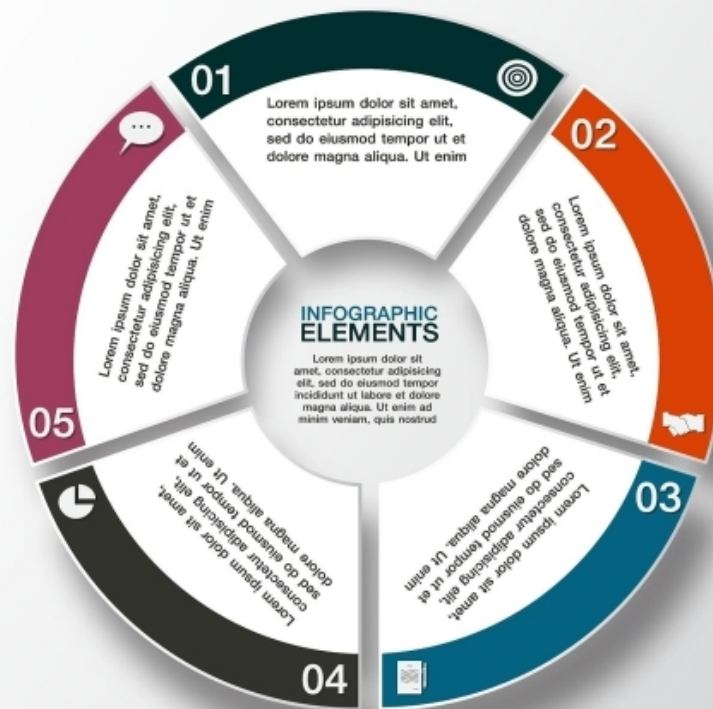 01
Lorem ipsum dolor sit amet,
consectetur adipisicing elit,
sed do eiusmod tempor ut et
dolore magna aliqua. Ut enim
02
Lorem ipsum dolor sit amet,
consectetur adipisicing elit,
sed do eiusmod tempor ut et
dolore magna aliqua. Ut enim
03
Lorem ipsum dolor sit amet,
consectetur adipisicing elit,
sed do eiusmod tempor ut et
dolore magna aliqua. Ut enim
04
Lorem ipsum dolor sit amet,
consectetur adipisicing elit,
sed do eiusmod tempor ut et
dolore magna aliqua. Ut enim
05
Lorem ipsum dolor sit amet,
consectetur adipisicing elit,
sed do eiusmod tempor ut et
dolore magna aliqua. Ut enim
INFOGRAPHIC
ELEMENTS
Lorem ipsum dolor sit
amet, consectetur adipisicing
elit, sed do eiusmod tempor
incididunt ut labore et dolore
magna aliqua. Ut enim ad
minim veniam, quis nostrud